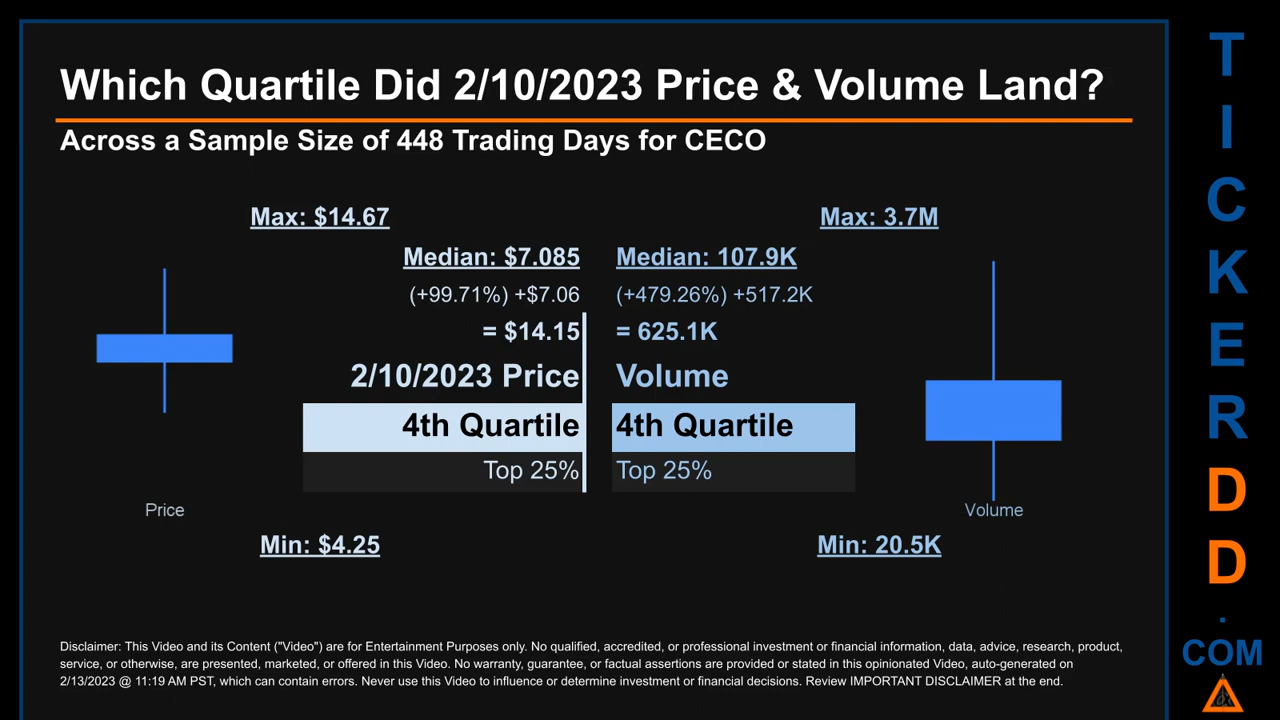 Which Quartile Did 2/10/2023 Price & Volume Land?
Across a Sample Size of 448 Trading Days for CECO
Max: $14.67
Median: $7.085
(+99.71%) +$7.06
= $14.15
2/10/2023 Price
4th Quartile
Top 25%
Price
Min: $4.25
Max: 3.7M
Median: 107.9K
(+479.26%) +517.2K
= 625.1K
Volume
4th Quartile
Top 25%
Volume
Min: 20.5K
Disclaimer: This Video and its Content ("Video") are for Entertainment Purposes only. No qualified, accredited, or professional investment or financial information, data, advice, research, product,
service, or otherwise, are presented, marketed, or offered in this Video. No warranty, guarantee, or factual assertions are provided or stated in this opinionated Video, auto-generated on
2/13/2023 @ 11:19 AM PST, which can contain errors. Never use this Video to influence or determine investment or financial decisions. Review IMPORTANT DISCLAIMER at the end.
T
I
C
K
E
R
D
D
.
COM